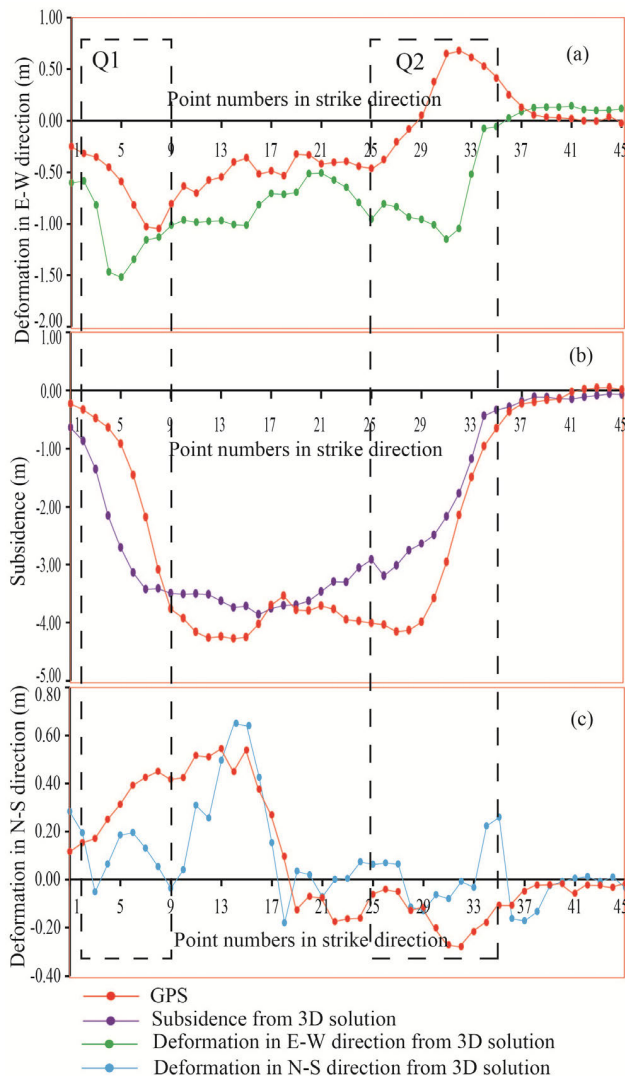 1.00
Q1
Q2
(a)
0.50
Point numbers in strike direction
0.00
1 5 9 13 17 21 25 29 33 37 41 45
-0.50
-1.00
-1.50
-2.00
Deformation in E-W direction (m)
1.00
(b)
0.00
1 5 9 13 17 21 26 29 33 37 41 45
Point numbers in strike direction
-1.00
-2.00
-3.00
-4.00
-5.00
Subsidence (m)
0.80
(c)
0.60
0.40
0.20
0.00
1 5 9 13 17 21 25 29 33 37 41 45
-0.20
Point numbers in strike direction
-0.40
Deformation in N-S direction (m)
GPS
Subsidence from 3D solution
Deformation in E-W direction from 3D solution
Deformation in N-S direction from 3D solution